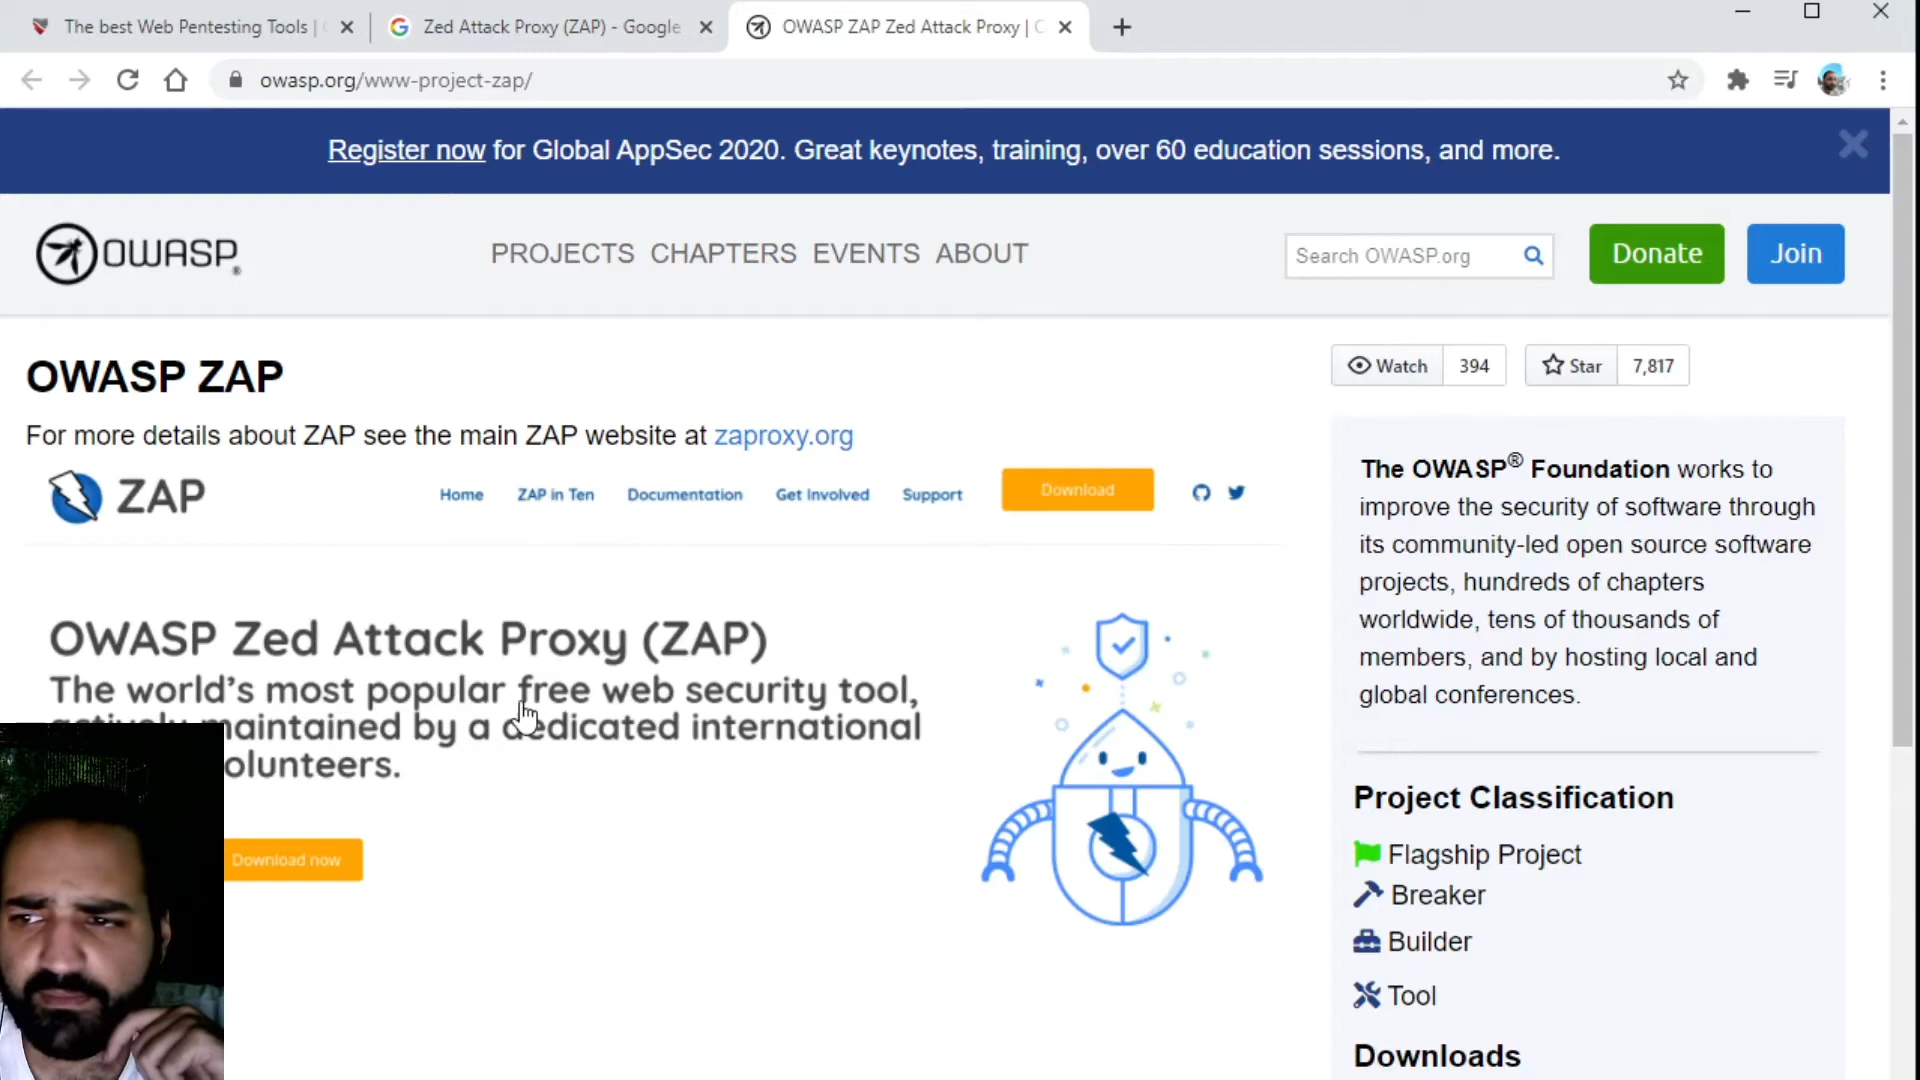 The best Web Pentesting Tools |
Zed Attack Proxy (ZAP) - Google
OWASP ZAP Zed Attack Proxy |
owasp.org/www-project-zap/
Register now for Global AppSec 2020. Great keynotes, training, over 60 education sessions, and more.
OWASP®
PROJECTS CHAPTERS EVENTS ABOUT
Search OWASP.org
Donate
Join
OWASP ZAP
Watch 394
Star 7,817
For more details about ZAP see the main ZAP website at zaproxy.org
ZAP
Home
ZAP in Ten
Documentation
Get Involved
Support
Download
OWASP Zed Attack Proxy (ZAP)
The world's most popular free web security tool,
actively maintained by a dedicated international
olunteers.
Download now
The OWASP® Foundation works to
improve the security of software through
its community-led open source software
projects, hundreds of chapters
worldwide, tens of thousands of
members, and by hosting local and
global conferences.
Project Classification
Flagship Project
Breaker
Builder
Tool
Downloads